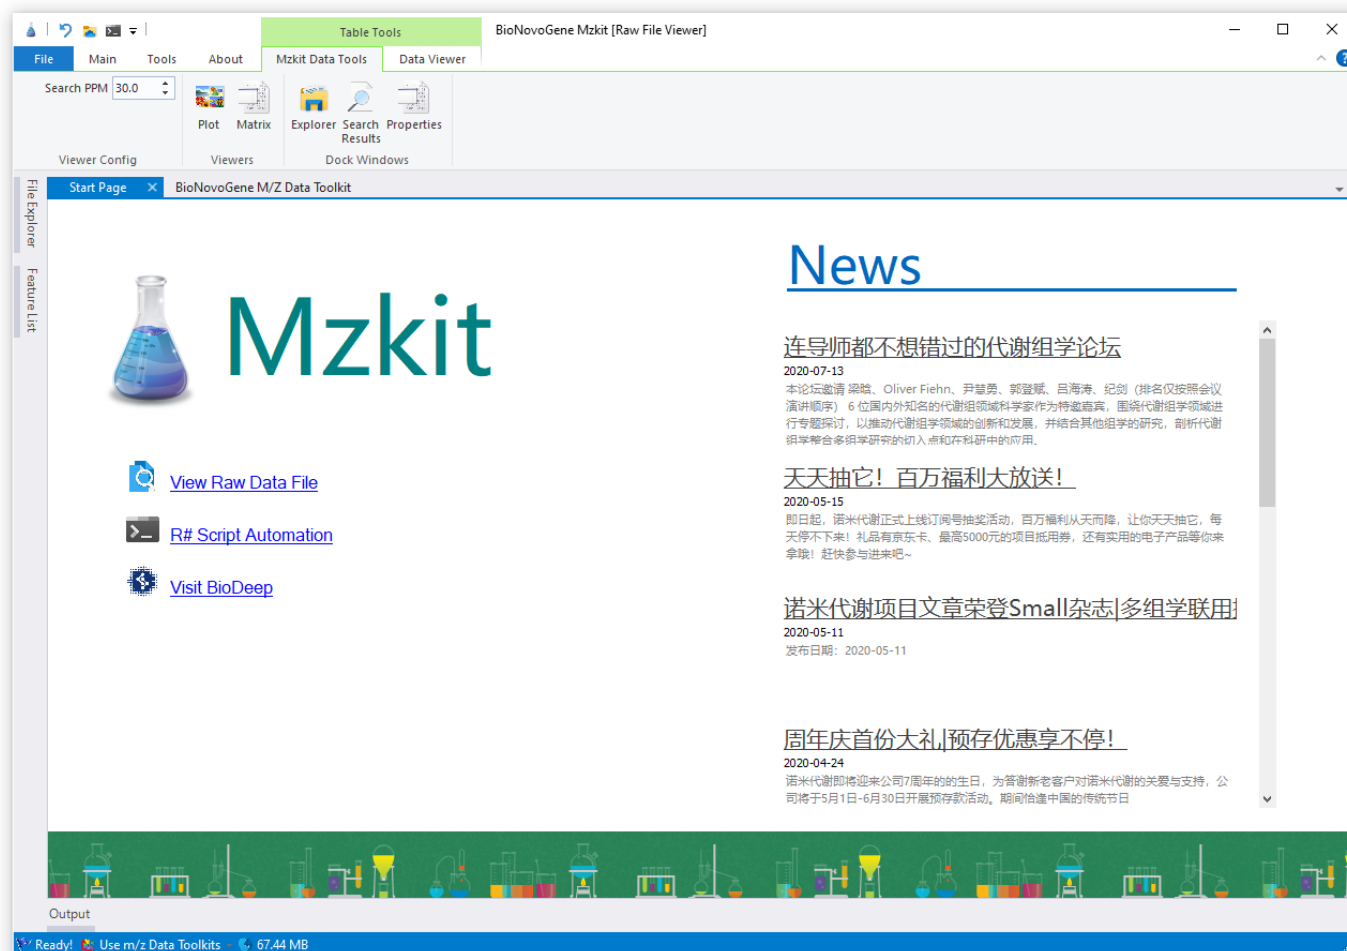 Table Tools
BioNovoGene Mzkit [Raw File Viewer]
File Main Tools About Mzkit Data Tools Data Viewer
Search PPM 30.0
Plot Matrix Explorer Search Results Properties
Viewer Config Viewers Dock Windows
File Explorer
Feature List
Start Page BioNovoGene M/Z Data Toolkit
Mzkit
View Raw Data File
R# Script Automation
Visit BioDeep
News
连导师都不想错过的代谢组学论坛
2020-07-13
本论坛邀请 梁晗、Oliver Fiehn、尹慧勇、郭登赋、吕海涛、纪剑（排名仅按照会议
演讲顺序） 6 位国内外知名的代谢组领域科学家作为特邀嘉宾，围绕代谢组学领域进
行专题探讨，以推动代谢组学领域的创新和发展，并结合其他组学的研究，剖析代谢
组学整合多组学研究的切入点和在科研中的应用。
天天抽它！百万福利大放送！
2020-05-15
即日起，诺米代谢正式上线订阅号抽奖活动，百万福利从天而降，让你天天抽它，每
天停不下来！礼品有京东卡、最高5000元的项目抵用券，还有实用的电子产品等你来
拿哦！赶快参与进来吧~
诺米代谢项目文章荣登Small杂志|多组学联用
2020-05-11
发布日期：2020-05-11
周年庆首份大礼|预存优惠享不停！
2020-04-24
诺米代谢即将迎来公司7周年的的生日，为答谢新老客户对诺米代谢的关爱与支持，公
司将于5月1日-6月30日开展预存款活动。期间恰逢中国的传统节日
Output
Ready! Use m/z Data Toolkits 67.44 MB